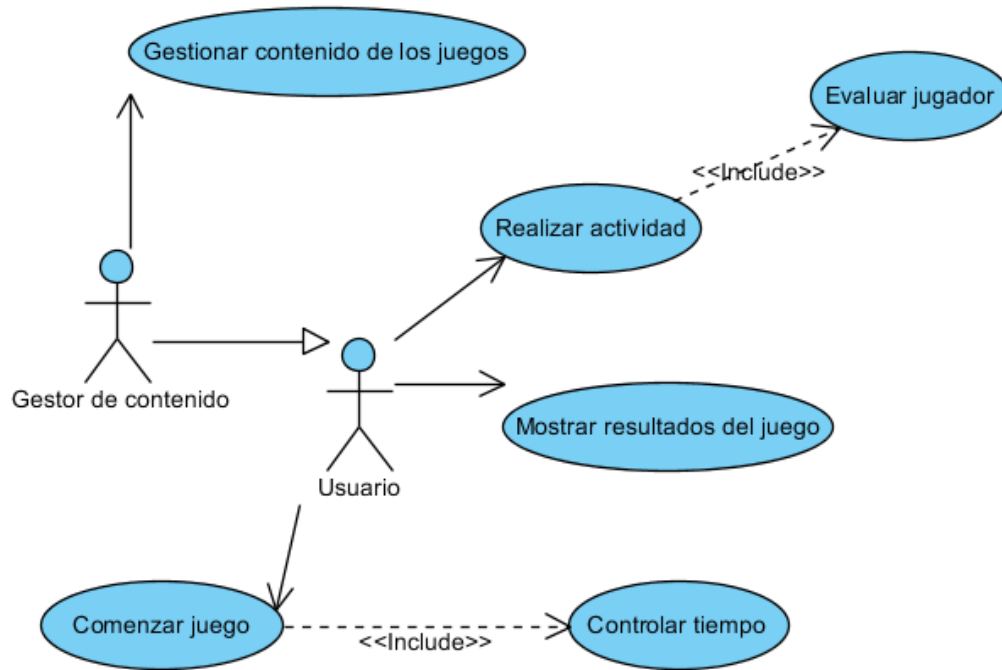 Gestionar contenido de los juegos
Evaluar jugador
<<Include>>
Realizar actividad
Gestor de contenido
Mostrar resultados del juego
Usuario
Comenzar juego
<<Include>>
Controlar tiempo